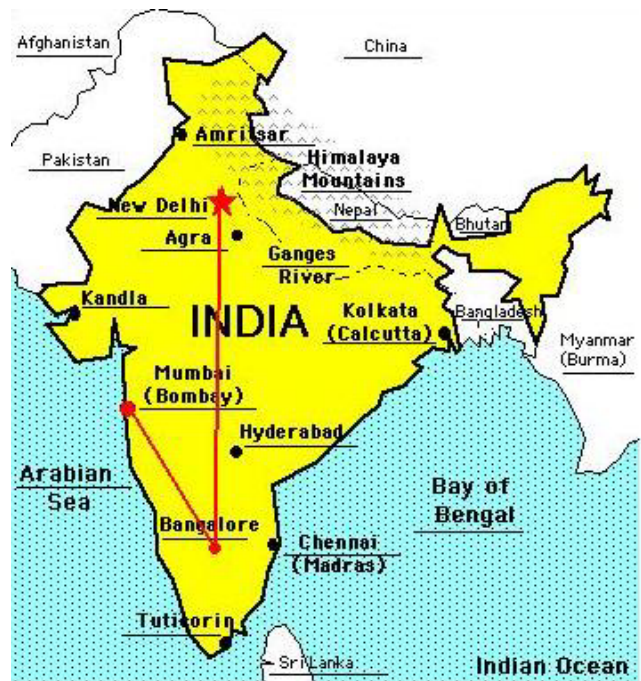 Afghanistan
China
Amritsar
Pakistan
Himalaya
Mountains
New Delhi
Nepal
Bhutan
Agra
Ganges
River
Kandla
INDIA
Kolkata
(Calcutta)
Bangladesh
Myanmar
(Burma)
Mumbai
(Bombay)
Hyderabad
Arabian
Sea
Bay of
Bengal
Bangalore
Chennai
(Madras)
Tuticorin
Sri Lanka
Indian Ocean